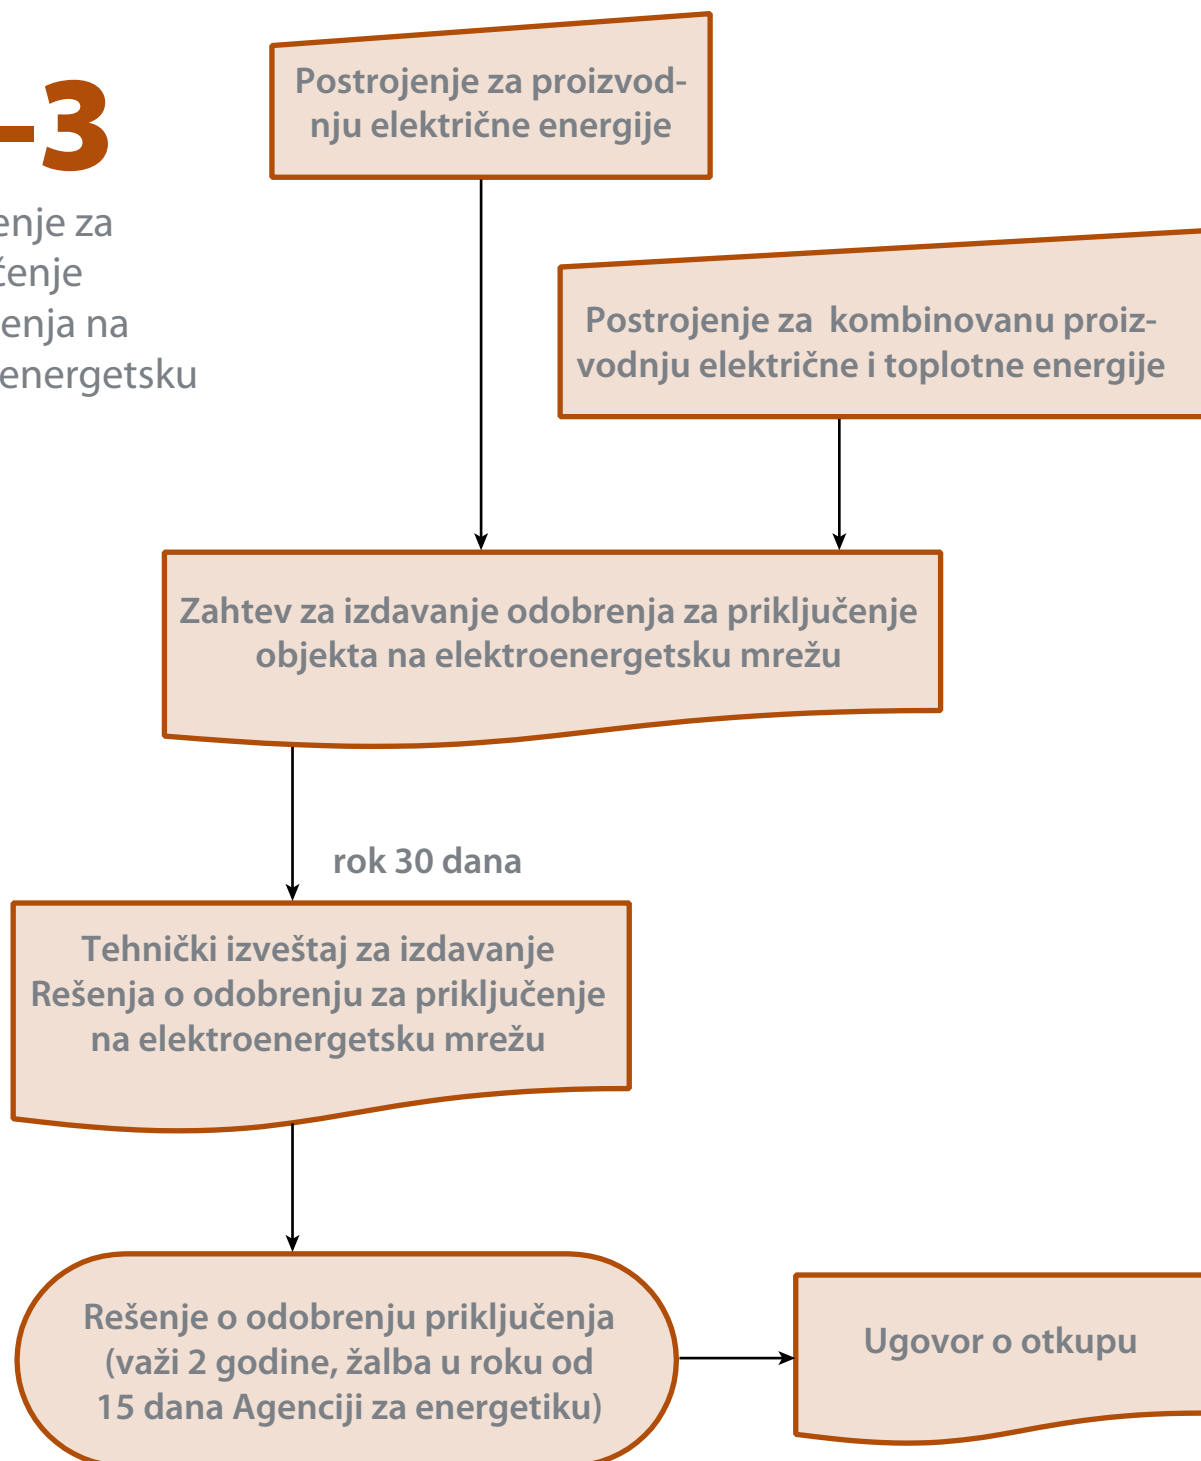 –3
enje za
čenje
enja na
energetsku
Postrojenje za proizvod-
nju električne energije
Postrojenje za kombinovanu proiz-
vodnju električne i toplotne energije
Zahtev za izdavanje odobrenja za priključenje
objekta na elektroenergetsku mrežu
rok 30 dana
Tehnički izveštaj za izdavanje
Rešenja o odobrenju za priključenje
na elektroenergetsku mrežu
Rešenje o odobrenju priključenja
(važi 2 godine, žalba u roku od
15 dana Agenciji za energetiku)
Ugovor o otkupu